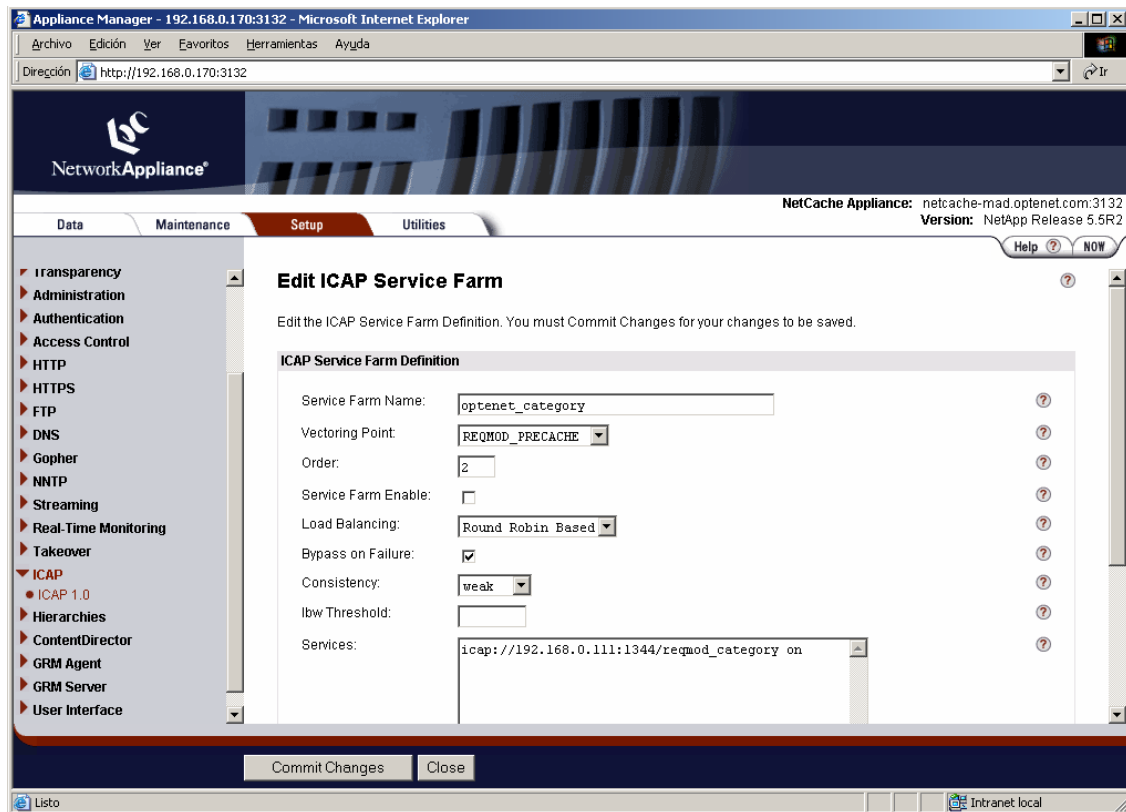 Appliance Manager - 192.168.0.170:3132 - Microsoft Internet Explorer
Archivo Edición Ver Favoritos Herramientas Ayuda
Dirección http://192.168.0.170:3132 Ir
NetworkAppliance®
NetCache Appliance: netcache-mad.optenet.com:3132
Version: NetApp Release 5.5R2
Data Maintenance Setup Utilities
Help ? NOW
Transparency
Administration
Authentication
Access Control
HTTP
HTTPS
FTP
DNS
Gopher
NNTP
Streaming
Real-Time Monitoring
Takeover
ICAP
ICAP 1.0
Hierarchies
ContentDirector
GRM Agent
GRM Server
User Interface
Edit ICAP Service Farm ?
Edit the ICAP Service Farm Definition. You must Commit Changes for your changes to be saved.
ICAP Service Farm Definition
Service Farm Name: optenet_category ?
Vectoring Point: REQMOD_PRECACHE ?
Order: 2 ?
Service Farm Enable: ?
Load Balancing: Round Robin Based ?
Bypass on Failure: ?
Consistency: weak ?
lbw Threshold: ?
Services: icap://192.168.0.111:1344/reqmod_category on ?
Commit Changes Close
Listo Intranet local